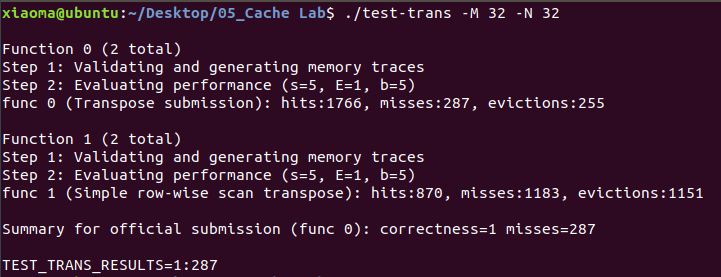 xiaoma@ubuntu:~/Desktop/05_Cache Lab$ ./test-trans -M 32 -N 32
Function 0 (2 total)
Step 1: Validating and generating memory traces
Step 2: Evaluating performance (s=5, E=1, b=5)
func 0 (Transpose submission): hits:1766, misses:287, evictions:255
Function 1 (2 total)
Step 1: Validating and generating memory traces
Step 2: Evaluating performance (s=5, E=1, b=5)
func 1 (Simple row-wise scan transpose): hits:870, misses:1183, evictions:1151
Summary for official submission (func 0): correctness=1 misses=287
TEST_TRANS_RESULTS=1:287